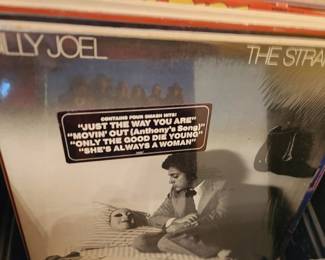 ILLY JOEL
THE STRA
CONTAINS FOUR SMASH HITS!
"JUST THE WAY YOU ARE"
"MOVIN' OUT (Anthony's Song)"
"ONLY THE GOOD DIE YOUNG"
"SHE'S ALWAYS A WOMAN"